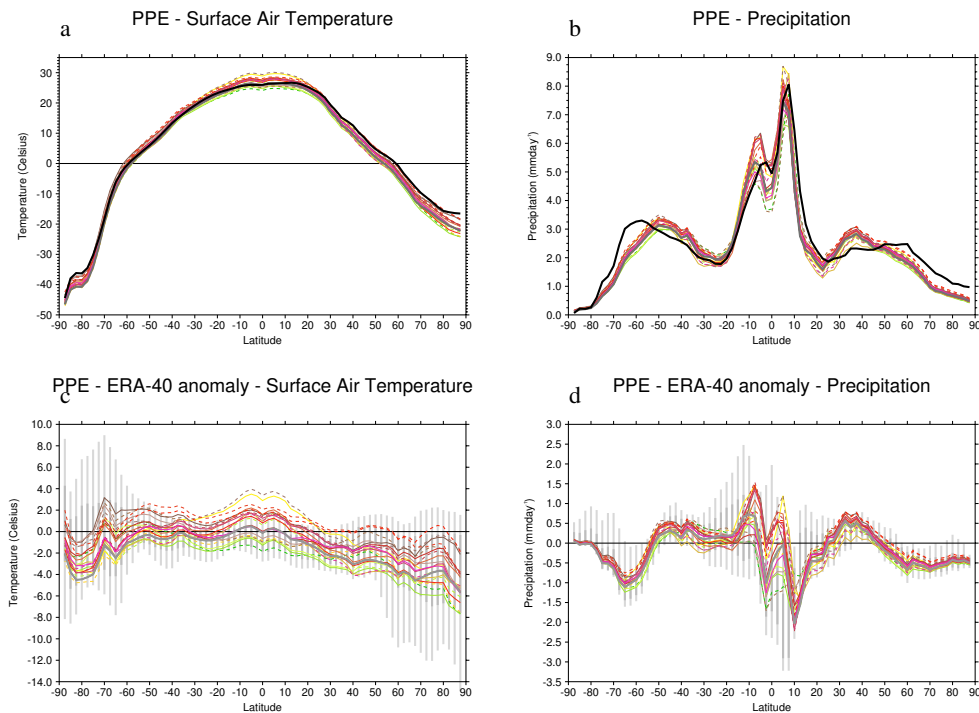 PPE - Surface Air Temperature
a
30
20
10
0
-10
-20
-30
-40
-50
Temperature (Celsius)
-90 -80 -70 -60 -50 -40 -30 -20 -10 0 10 20 30 40 50 60 70 80 90
Latitude
PPE - Precipitation
b
9.0
8.0
7.0
6.0
5.0
4.0
3.0
2.0
1.0
0.0
Precipitation (mmday⁻¹)
-90 -80 -70 -60 -50 -40 -30 -20 -10 0 10 20 30 40 50 60 70 80 90
Latitude
PPE - ERA-40 anomaly - Surface Air Temperature
c
10.0
8.0
6.0
4.0
2.0
0.0
-2.0
-4.0
-6.0
-8.0
-10.0
-12.0
-14.0
Temperature (Celsius)
-90 -80 -70 -60 -50 -40 -30 -20 -10 0 10 20 30 40 50 60 70 80 90
Latitude
PPE - ERA-40 anomaly - Precipitation
d
3.0
2.5
2.0
1.5
1.0
0.5
0.0
-0.5
-1.0
-1.5
-2.0
-2.5
-3.0
-3.5
Precipitation (mmday⁻¹)
-90 -80 -70 -60 -50 -40 -30 -20 -10 0 10 20 30 40 50 60 70 80 90
Latitude